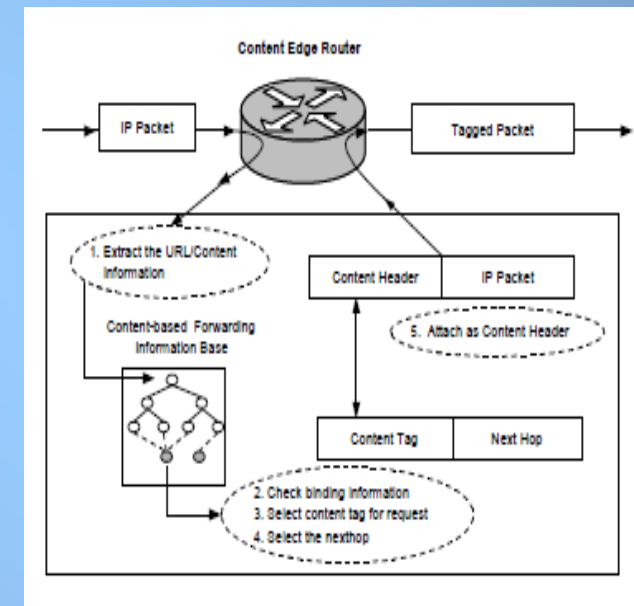 Content Edge Router
IP Packet
Tagged Packet
1. Extract the URL/Content
Information
Content Header
IP Packet
5. Attach as Content Header
Content-based Forwarding
Information Base
Content Tag
Next Hop
2. Check binding information
3. Select content tag for request
4. Select the nexthop